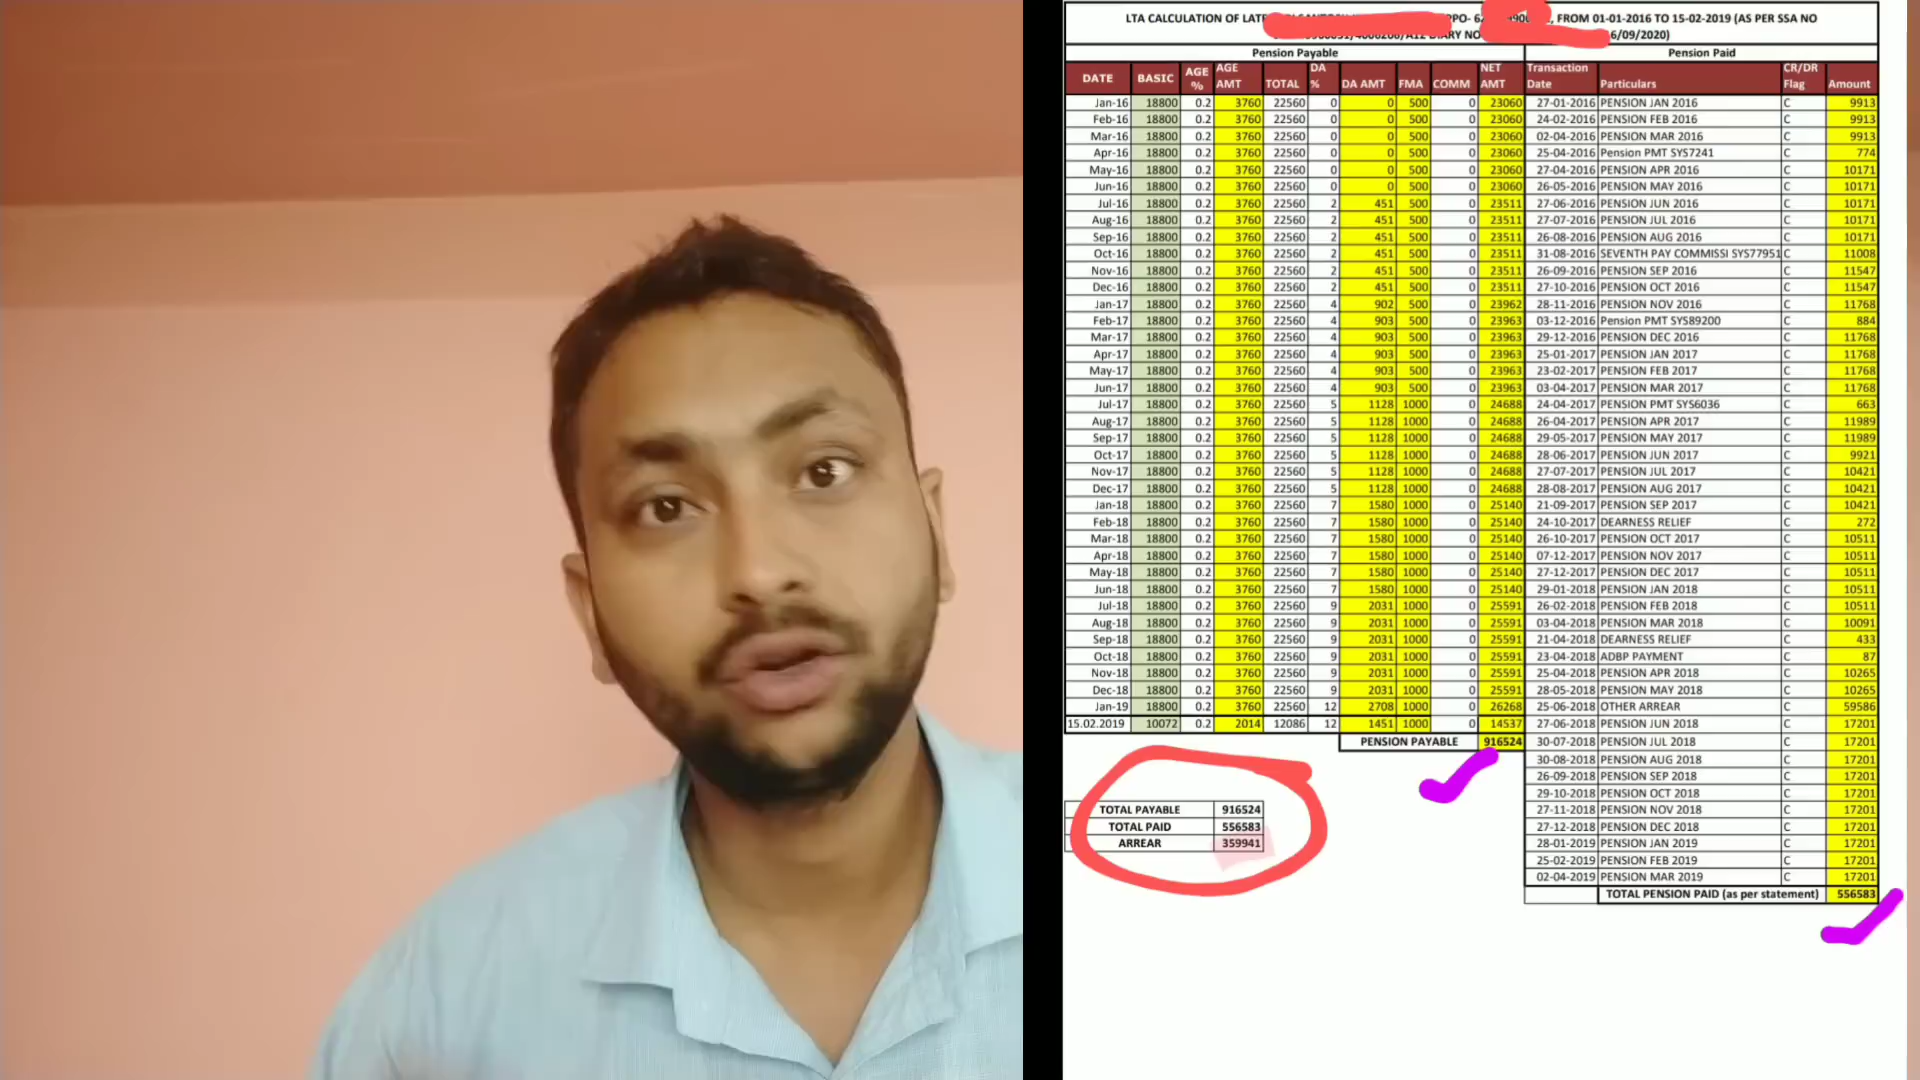 LTA CALCULATION OF LATE PPO- 6 FROM 01-01-2016 TO 15-02-2019 (AS PER SSA NO
DIARY NO 6/09/2020)
Pension Payable Pension Paid
DATE BASIC AGE % AGE AMT TOTAL DA % DA AMT FMA COMM NET AMT Transaction Date Particulars CR/DR Flag Amount
Jan-16 18800 0.2 3760 22560 0 0 500 0 23060 27-01-2016 PENSION JAN 2016 C 9913
Feb-16 18800 0.2 3760 22560 0 0 500 0 23060 24-02-2016 PENSION FEB 2016 C 9913
Mar-16 18800 0.2 3760 22560 0 0 500 0 23060 02-04-2016 PENSION MAR 2016 C 9913
Apr-16 18800 0.2 3760 22560 0 0 500 0 23060 25-04-2016 Pension PMT SYS7241 C 774
May-16 18800 0.2 3760 22560 0 0 500 0 23060 27-04-2016 PENSION APR 2016 C 10171
Jun-16 18800 0.2 3760 22560 0 0 500 0 23060 26-05-2016 PENSION MAY 2016 C 10171
Jul-16 18800 0.2 3760 22560 2 451 500 0 23511 27-06-2016 PENSION JUN 2016 C 10171
Aug-16 18800 0.2 3760 22560 2 451 500 0 23511 27-07-2016 PENSION JUL 2016 C 10171
Sep-16 18800 0.2 3760 22560 2 451 500 0 23511 26-08-2016 PENSION AUG 2016 C 10171
Oct-16 18800 0.2 3760 22560 2 451 500 0 23511 31-08-2016 SEVENTH PAY COMMISSI SYS77951 C 11008
Nov-16 18800 0.2 3760 22560 2 451 500 0 23511 26-09-2016 PENSION SEP 2016 C 11547
Dec-16 18800 0.2 3760 22560 2 451 500 0 23511 27-10-2016 PENSION OCT 2016 C 11547
Jan-17 18800 0.2 3760 22560 4 902 500 0 23962 28-11-2016 PENSION NOV 2016 C 11768
Feb-17 18800 0.2 3760 22560 4 903 500 0 23963 03-12-2016 Pension PMT SYS89200 C 884
Mar-17 18800 0.2 3760 22560 4 903 500 0 23963 29-12-2016 PENSION DEC 2016 C 11768
Apr-17 18800 0.2 3760 22560 4 903 500 0 23963 25-01-2017 PENSION JAN 2017 C 11768
May-17 18800 0.2 3760 22560 4 903 500 0 23963 23-02-2017 PENSION FEB 2017 C 11768
Jun-17 18800 0.2 3760 22560 4 903 500 0 23963 03-04-2017 PENSION MAR 2017 C 11768
Jul-17 18800 0.2 3760 22560 5 1128 1000 0 24688 24-04-2017 PENSION PMT SYS6036 C 663
Aug-17 18800 0.2 3760 22560 5 1128 1000 0 24688 26-04-2017 PENSION APR 2017 C 11989
Sep-17 18800 0.2 3760 22560 5 1128 1000 0 24688 29-05-2017 PENSION MAY 2017 C 11989
Oct-17 18800 0.2 3760 22560 5 1128 1000 0 24688 28-06-2017 PENSION JUN 2017 C 9921
Nov-17 18800 0.2 3760 22560 5 1128 1000 0 24688 27-07-2017 PENSION JUL 2017 C 10421
Dec-17 18800 0.2 3760 22560 5 1128 1000 0 24688 28-08-2017 PENSION AUG 2017 C 10421
Jan-18 18800 0.2 3760 22560 7 1580 1000 0 25140 21-09-2017 PENSION SEP 2017 C 10421
Feb-18 18800 0.2 3760 22560 7 1580 1000 0 25140 24-10-2017 DEARNESS RELIEF C 272
Mar-18 18800 0.2 3760 22560 7 1580 1000 0 25140 26-10-2017 PENSION OCT 2017 C 10511
Apr-18 18800 0.2 3760 22560 7 1580 1000 0 25140 07-12-2017 PENSION NOV 2017 C 10511
May-18 18800 0.2 3760 22560 7 1580 1000 0 25140 27-12-2017 PENSION DEC 2017 C 10511
Jun-18 18800 0.2 3760 22560 7 1580 1000 0 25140 29-01-2018 PENSION JAN 2018 C 10511
Jul-18 18800 0.2 3760 22560 9 2031 1000 0 25591 26-02-2018 PENSION FEB 2018 C 10511
Aug-18 18800 0.2 3760 22560 9 2031 1000 0 25591 03-04-2018 PENSION MAR 2018 C 10091
Sep-18 18800 0.2 3760 22560 9 2031 1000 0 25591 21-04-2018 DEARNESS RELIEF C 433
Oct-18 18800 0.2 3760 22560 9 2031 1000 0 25591 23-04-2018 ADBP PAYMENT C 87
Nov-18 18800 0.2 3760 22560 9 2031 1000 0 25591 25-04-2018 PENSION APR 2018 C 10265
Dec-18 18800 0.2 3760 22560 9 2031 1000 0 25591 28-05-2018 PENSION MAY 2018 C 10265
Jan-19 18800 0.2 3760 22560 12 2708 1000 0 26268 25-06-2018 OTHER ARREAR C 59586
15.02.2019 10072 0.2 2014 12086 12 1451 1000 0 14537 27-06-2018 PENSION JUN 2018 C 17201
PENSION PAYABLE 916524 30-07-2018 PENSION JUL 2018 C 17201
30-08-2018 PENSION AUG 2018 C 17201
26-09-2018 PENSION SEP 2018 C 17201
29-10-2018 PENSION OCT 2018 C 17201
TOTAL PAYABLE 916524 27-11-2018 PENSION NOV 2018 C 17201
TOTAL PAID 556583 27-12-2018 PENSION DEC 2018 C 17201
ARREAR 359941 28-01-2019 PENSION JAN 2019 C 17201
25-02-2019 PENSION FEB 2019 C 17201
02-04-2019 PENSION MAR 2019 C 17201
TOTAL PENSION PAID (as per statement) 556583